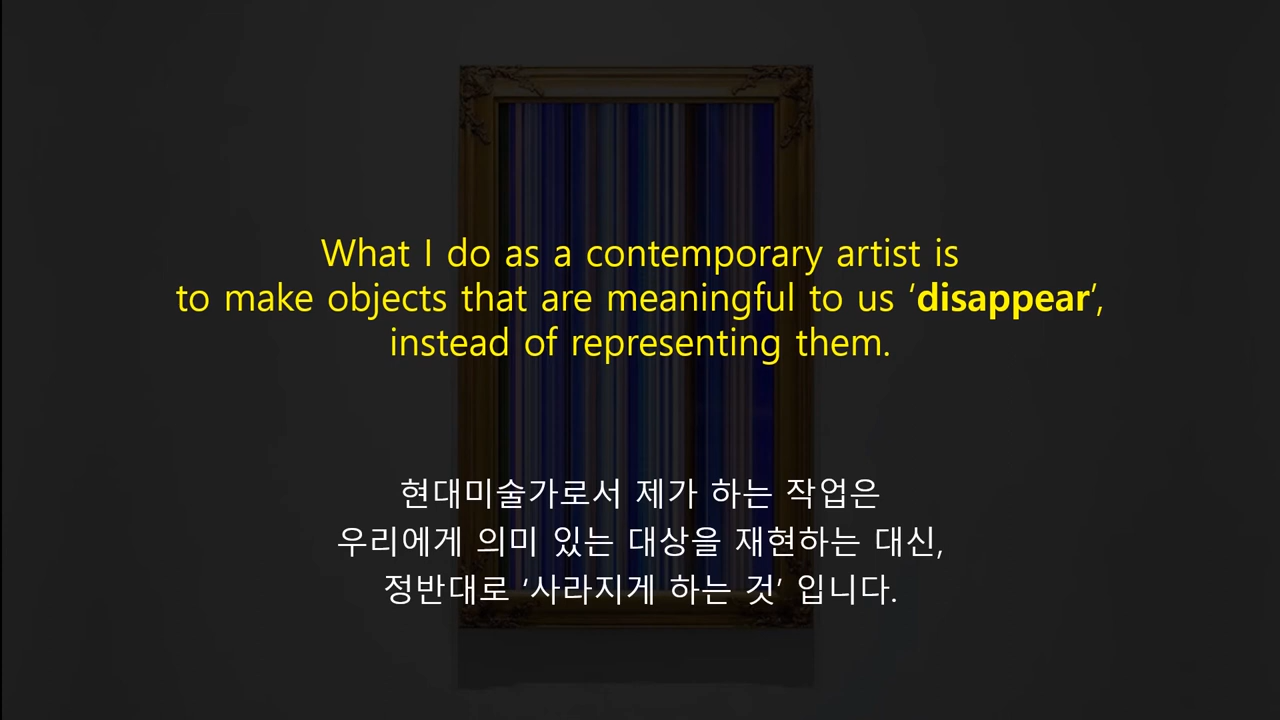 What I do as a contemporary artist is
to make objects that are meaningful to us ‘disappear’,
instead of representing them.
현대미술가로서 제가 하는 작업은
우리에게 의미 있는 대상을 재현하는 대신,
정반대로 ‘사라지게 하는 것’ 입니다.